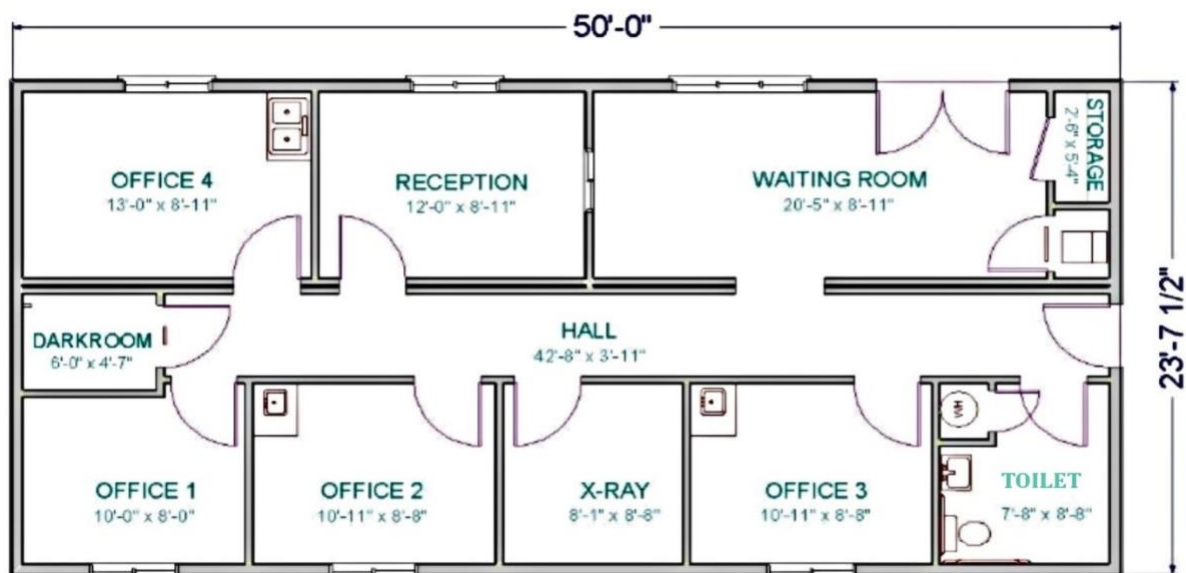 50'-0"
OFFICE 4
13'-0" x 8'-11"
RECEPTION
12'-0" x 8'-11"
WAITING ROOM
20'-5" x 8'-11"
STORAGE
2'-6" x 5'-4"
DARKROOM
6'-0" x 4'-7"
HALL
42'-8" x 3'-11"
23'-7 1/2"
WH
OFFICE 1
10'-0" x 8'-0"
OFFICE 2
10'-11" x 8'-8"
X-RAY
8'-1" x 8'-8"
OFFICE 3
10'-11" x 8'-8"
TOILET
7'-8" x 8'-8"